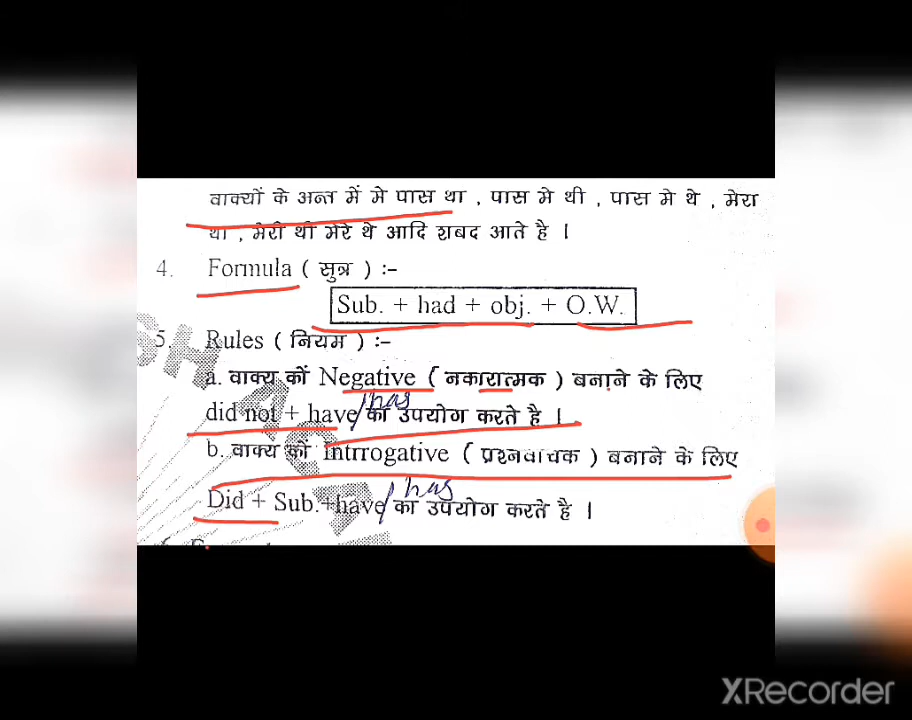 वाक्यों के अन्त में मे पास था , पास मे थी , पास मे थे , मेरा
था , मेरी थी मेरे थे आदि शबद आते है ।
4. Formula ( सुत्र ) :-
Sub. + had + obj. + O.W.
5. Rules ( नियम ) :-
a. वाक्य कों Negative ( नकारात्मक ) बनाने के लिए
did not + have/has का उपयोग करते है ।
b. वाक्य कों Intrrogative ( प्रश्नवाचक ) बनाने के लिए
Did + Sub.+have/has का उपयोग करते है ।
XRecorder